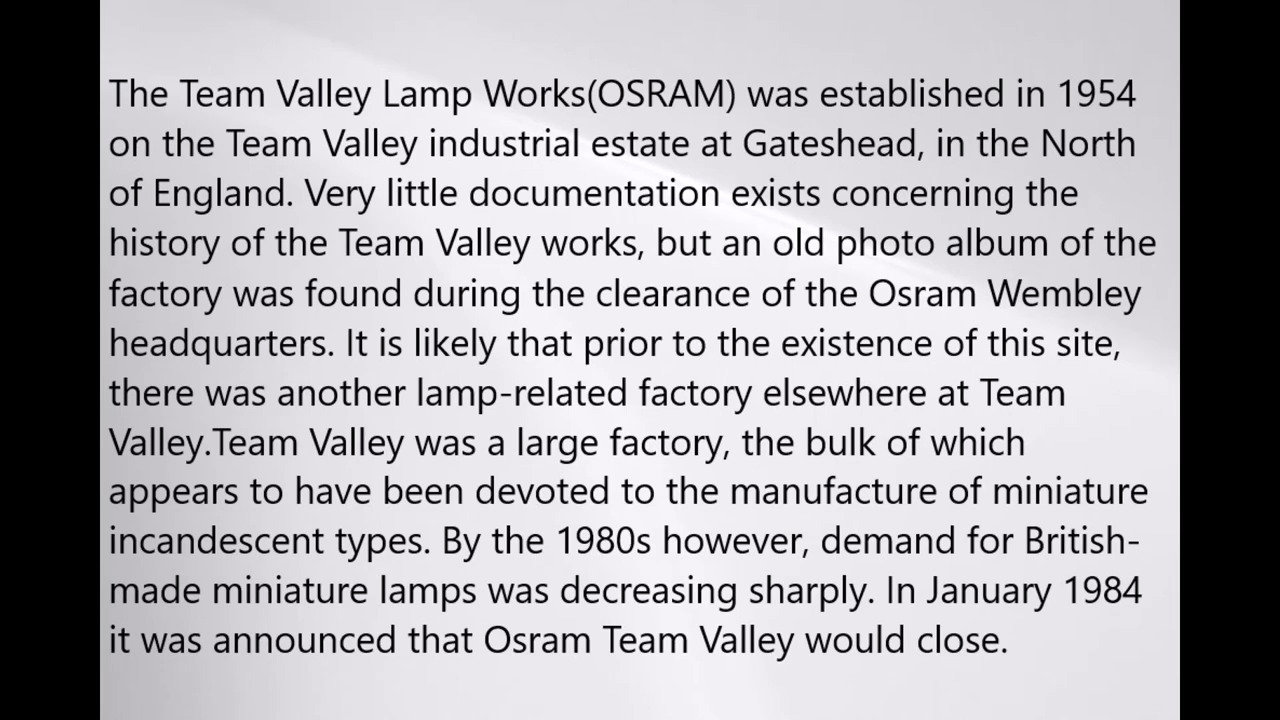 The Team Valley Lamp Works(OSRAM) was established in 1954
on the Team Valley industrial estate at Gateshead, in the North
of England. Very little documentation exists concerning the
history of the Team Valley works, but an old photo album of the
factory was found during the clearance of the Osram Wembley
headquarters. It is likely that prior to the existence of this site,
there was another lamp-related factory elsewhere at Team
Valley.Team Valley was a large factory, the bulk of which
appears to have been devoted to the manufacture of miniature
incandescent types. By the 1980s however, demand for British-
made miniature lamps was decreasing sharply. In January 1984
it was announced that Osram Team Valley would close.